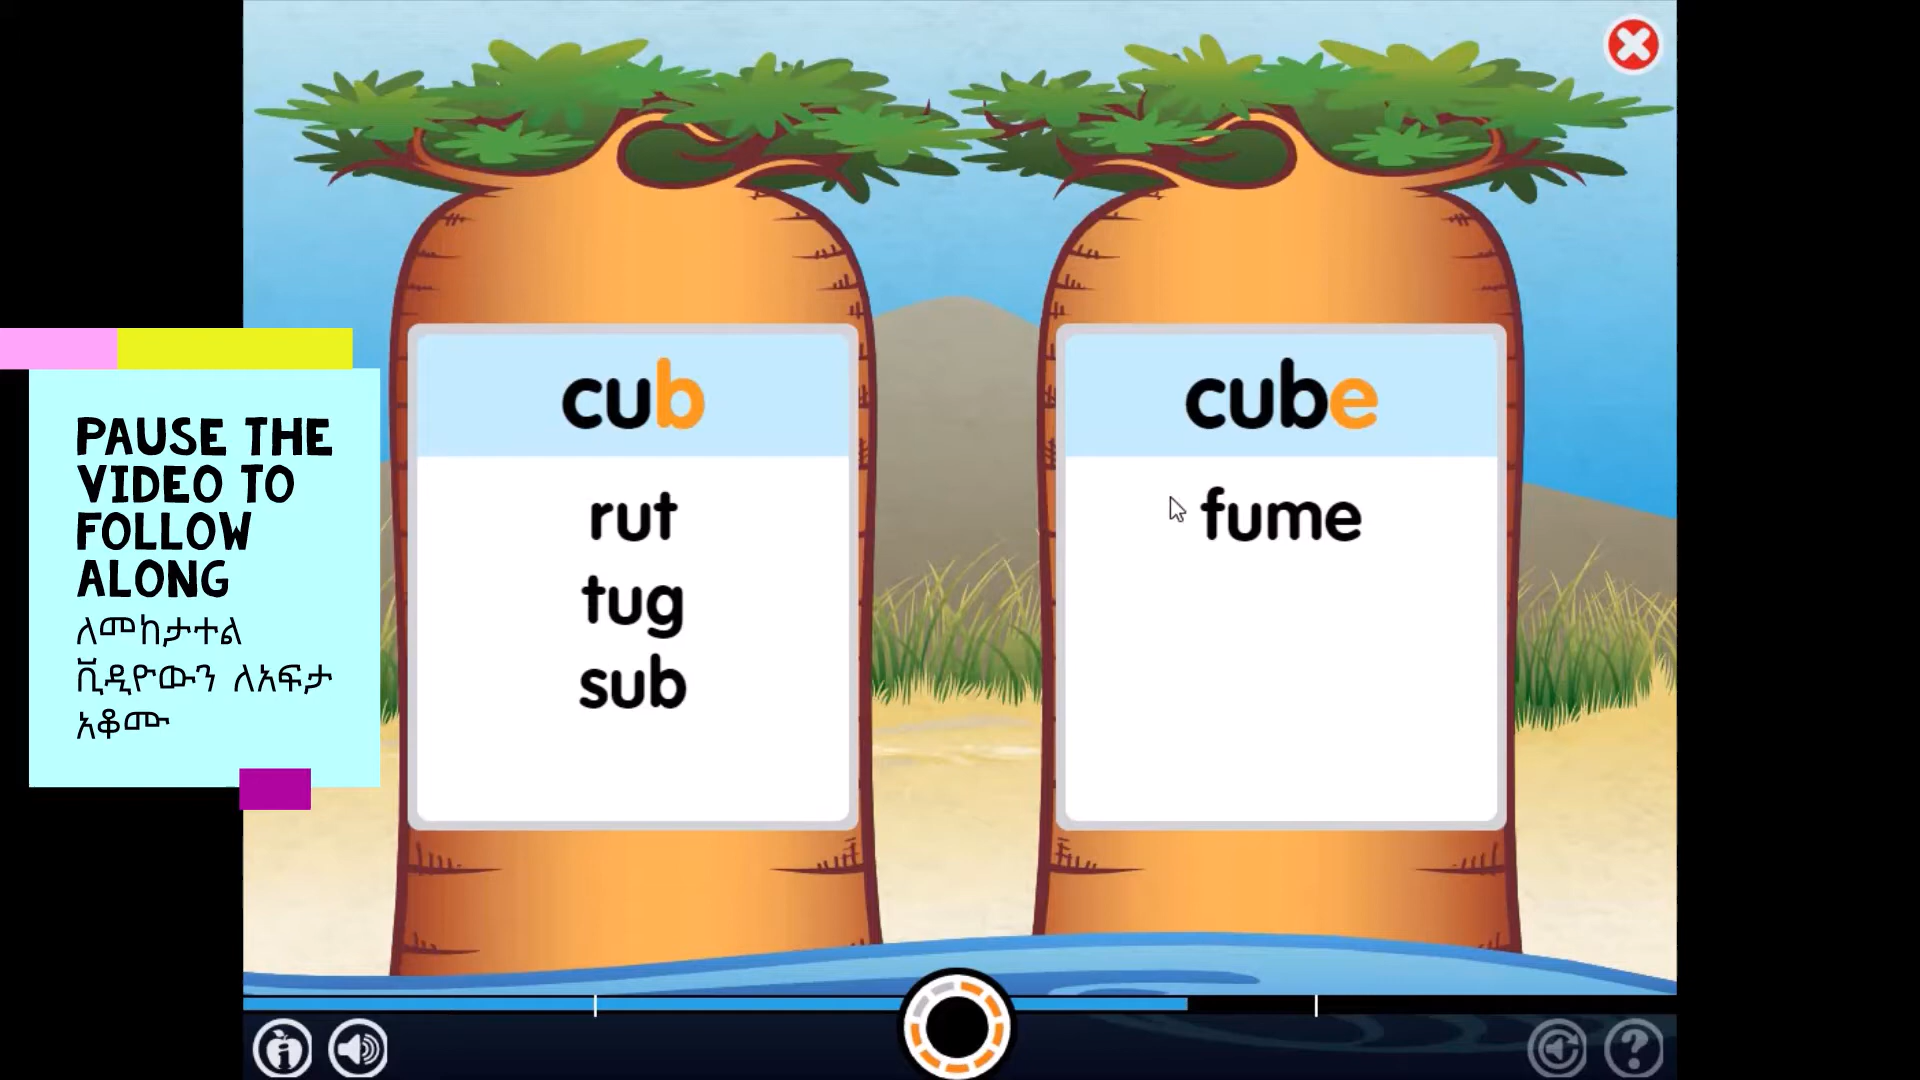 PAUSE THE
VIDEO TO
FOLLOW
ALONG
ለመከታተል
ቪዲዮውን ለአፍታ
አቆሙ
cub
rut
tug
sub
cube
fume